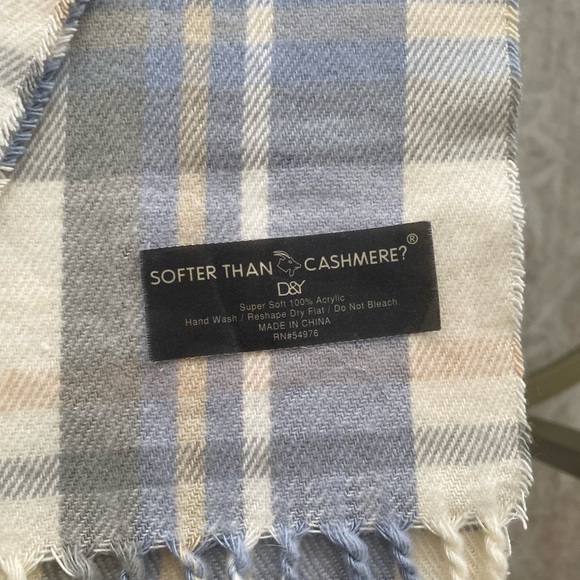 SOFTER THAN CASHMERE?®
D&Y
Super Soft 100% Acrylic
Hand Wash / Reshape Dry Flat / Do Not Bleach.
MADE IN CHINA
RN#54976